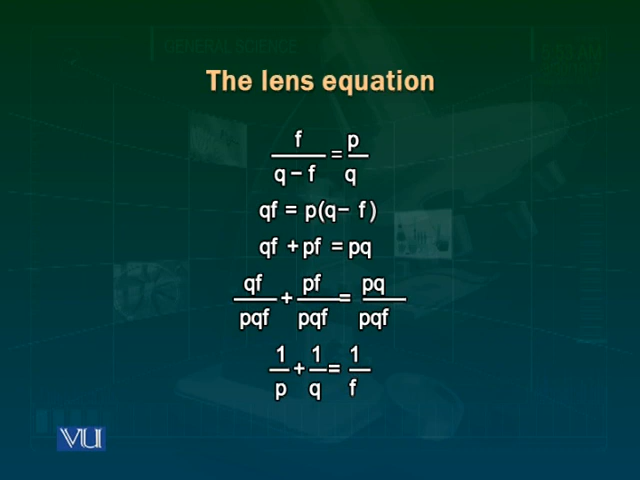 GENERAL SCIENCE
The lens equation
f/(q − f) = p/q
qf = p(q − f)
qf + pf = pq
qf/pqf + pf/pqf = pq/pqf
1/p + 1/q = 1/f
VU